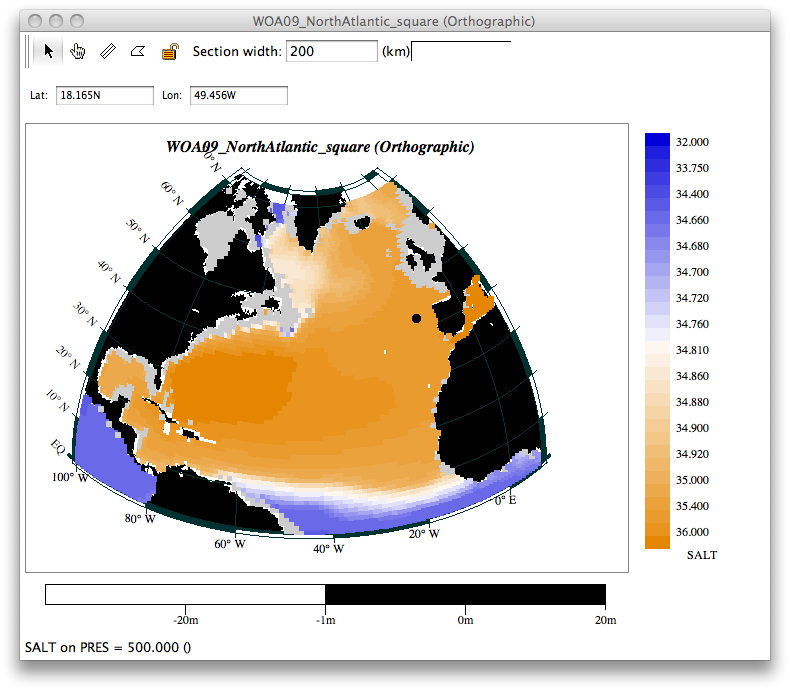 WOA09_NorthAtlantic_square (Orthographic)
Section width: 200 (km)
Lat: 18.165N Lon: 49.456W
WOA09_NorthAtlantic_square (Orthographic)
60° N
50° N
40° N
30° N
20° N
10° N
EQ
100° W
80° W
60° W
40° W
20° W
0° E
32.000
33.750
34.400
34.660
34.680
34.700
34.720
34.760
34.810
34.860
34.880
34.900
34.920
35.000
35.400
36.000
SALT
-20m -1m 0m 20m
SALT on PRES = 500.000 ()